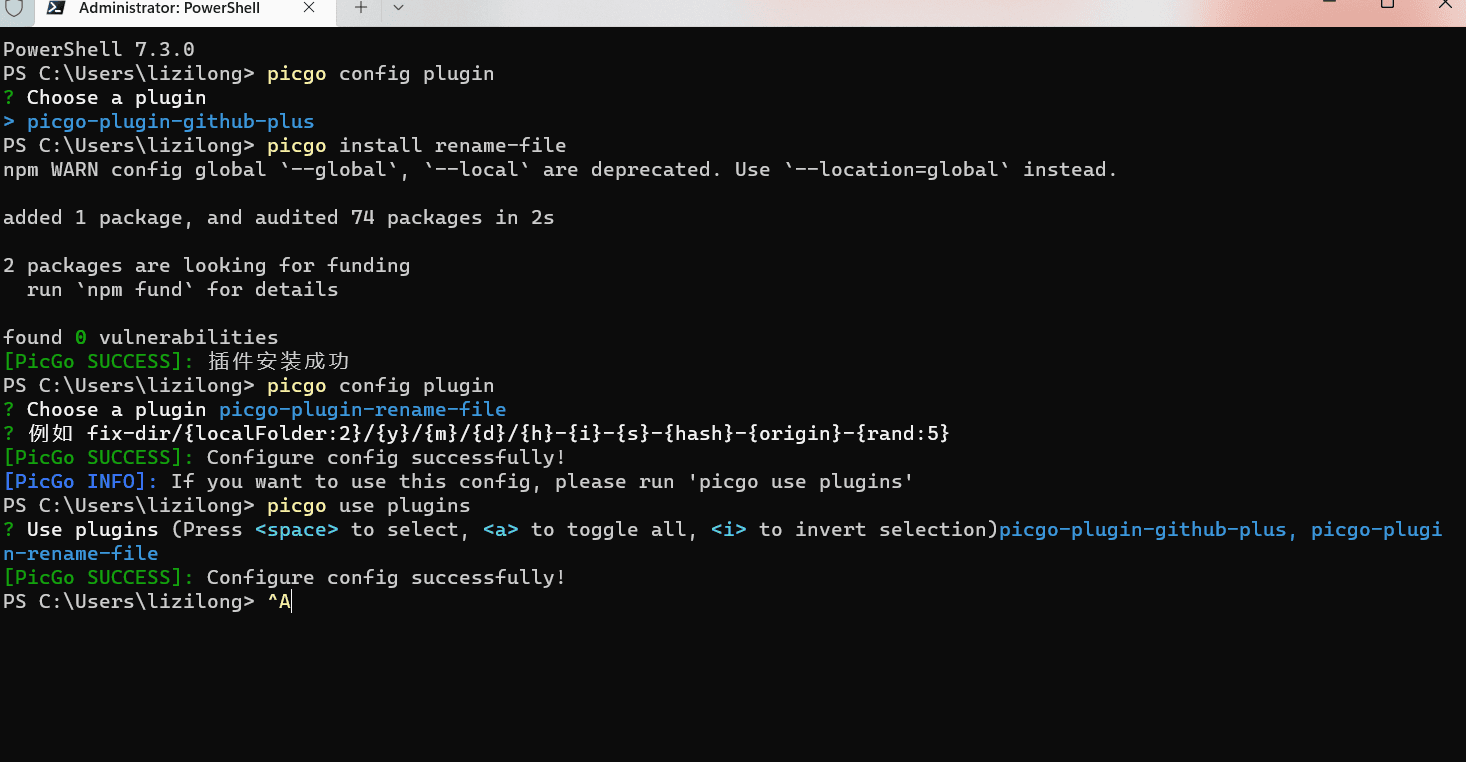 Administrator: PowerShell
PowerShell 7.3.0
PS C:\Users\lizilong> picgo config plugin
? Choose a plugin
> picgo-plugin-github-plus
PS C:\Users\lizilong> picgo install rename-file
npm WARN config global `--global`, `--local` are deprecated. Use `--location=global` instead.
added 1 package, and audited 74 packages in 2s
2 packages are looking for funding
  run `npm fund` for details
found 0 vulnerabilities
[PicGo SUCCESS]: 插件安装成功
PS C:\Users\lizilong> picgo config plugin
? Choose a plugin picgo-plugin-rename-file
? 例如 fix-dir/{localFolder:2}/{y}/{m}/{d}/{h}-{i}-{s}-{hash}-{origin}-{rand:5}
[PicGo SUCCESS]: Configure config successfully!
[PicGo INFO]: If you want to use this config, please run 'picgo use plugins'
PS C:\Users\lizilong> picgo use plugins
? Use plugins (Press <space> to select, <a> to toggle all, <i> to invert selection)picgo-plugin-github-plus, picgo-plugi
n-rename-file
[PicGo SUCCESS]: Configure config successfully!
PS C:\Users\lizilong> ^A